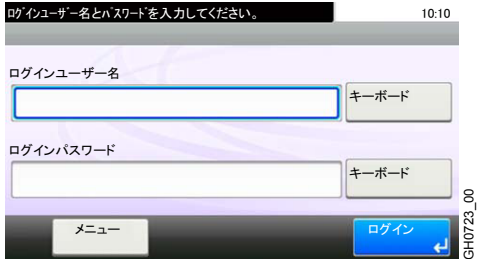 ﾛｸﾞｲﾝﾕｰｻﾞｰ名とﾊﾟｽﾜｰﾄﾞを入力してください。
10:10
ログインユーザー名
キーボード
ログインパスワード
キーボード
メニュー
ログイン
GH0723_00